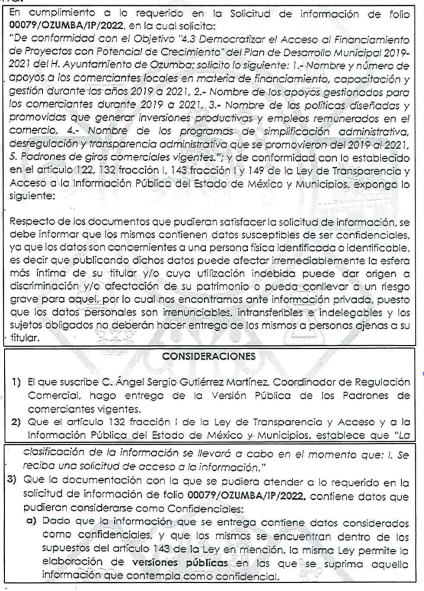 En cumplimiento a lo requerido en la Solicitud de información de folio
00079/OZUMBA/IP/2022, en la cual solicita:
"De conformidad con el Objetivo "4.3 Democratizar el Acceso al Financiamiento
de Proyectos con Potencial de Crecimiento" del Plan de Desarrollo Municipal 2019-
2021 del H. Ayuntamiento de Ozumba; solicito lo siguiente: 1.- Nombre y número de
apoyos a los comerciantes locales en materia de financiamiento, capacitación y
gestión durante los años 2019 a 2021, 2.- Nombre de los apoyos gestionados para
los comerciantes durante 2019 a 2021, 3.- Nombre de las políticas diseñadas y
promovidas que generar inversiones productivas y empleos remunerados en el
comercio, 4.- Nombre de los programas de simplificación administrativa,
desregulación y transparencia administrativa que se promovieron del 2019 al 2021,
5. Padrones de giros comerciales vigentes."; y de conformidad con lo establecido
en el artículo 122, 132 fracción I, 143 fracción I y 149 de la Ley de Transparencia y
Acceso a la Información Pública del Estado de México y Municipios, expongo lo
siguiente:
Respecto de los documentos que pudieran satisfacer la solicitud de información, se
debe informar que los mismos contienen datos susceptibles de ser confidenciales,
ya que los datos son concernientes a una persona física identificada o identificable,
es decir que publicando dichos datos puede afectar irremediablemente la esfera
más íntima de su titular y/o cuya utilización indebida puede dar origen a
discriminación y/o afectación de su patrimonio o pueda conllevar a un riesgo
grave para aquel, por lo cual nos encontramos ante información privada, puesto
que los datos personales son irrenunciables, intransferibles e indelegables y los
sujetos obligados no deberán hacer entrega de los mismos a personas ajenas a su
titular.
CONSIDERACIONES
1) El que suscribe C. Ángel Sergio Gutiérrez Martínez, Coordinador de Regulación
Comercial, hago entrega de la Versión Pública de los Padrones de
comerciantes vigentes.
2) Que el artículo 132 fracción I de la Ley de Transparencia y Acceso y a la
Información Pública del Estado de México y Municipios, establece que "La
clasificación de la información se llevará a cabo en el momento que: I. Se
reciba una solicitud de acceso a la información."
3) Que la documentación con la que se pudiera atender a lo requerido en la
solicitud de información de folio 00079/OZUMBA/IP/2022, contiene datos que
pudieran considerarse como Confidenciales:
a) Dado que la información que se entrega contiene datos considerados
como confidenciales, y que los mismos se encuentran dentro de los
supuestos del artículo 143 de la Ley en mención, la misma Ley permite la
elaboración de versiones públicas en las que se suprima aquella
información que contempla como confidencial.